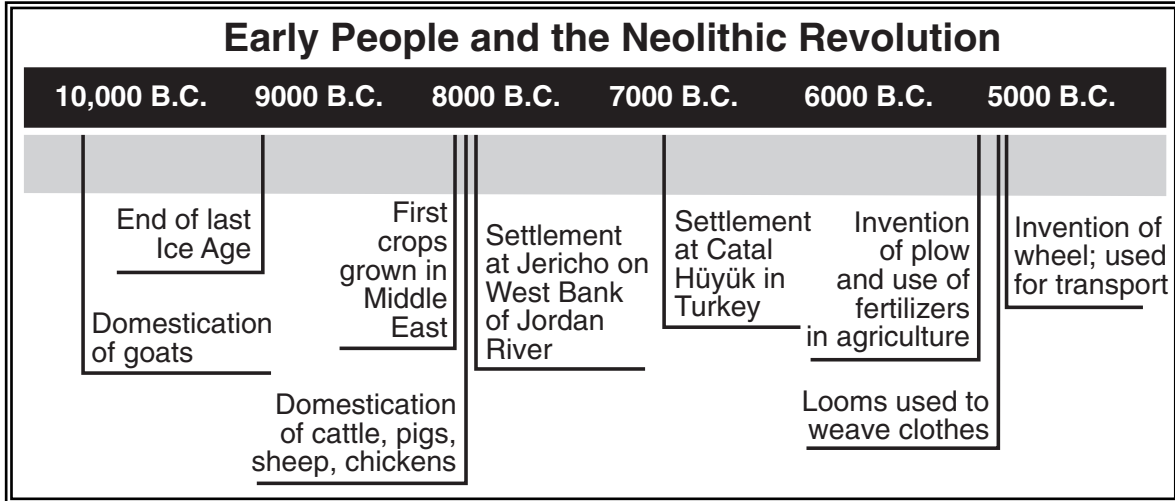 Early People and the Neolithic Revolution
10,000 B.C. 9000 B.C. 8000 B.C. 7000 B.C. 6000 B.C. 5000 B.C.
End of last
Ice Age
Domestication
of goats
First
crops
grown in
Middle
East
Domestication
of cattle, pigs,
sheep, chickens
Settlement
at Jericho on
West Bank
of Jordan
River
Settlement
at Catal
Hüyük in
Turkey
Invention
of plow
and use of
fertilizers
in agriculture
Looms used to
weave clothes
Invention of
wheel; used
for transport